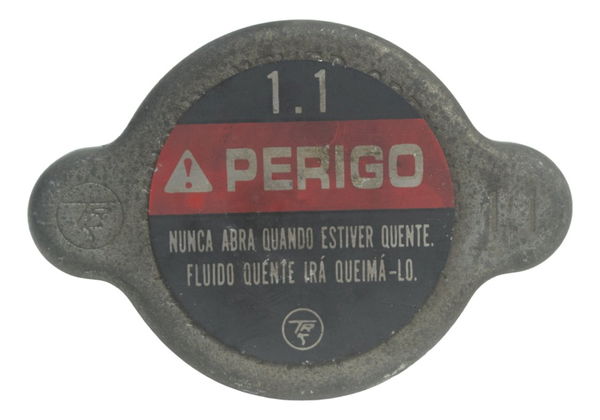 1.1
PERIGO
NUNCA ABRA QUANDO ESTIVER QUENTE.
FLUIDO QUENTE IRÁ QUEIMÁ-LO.